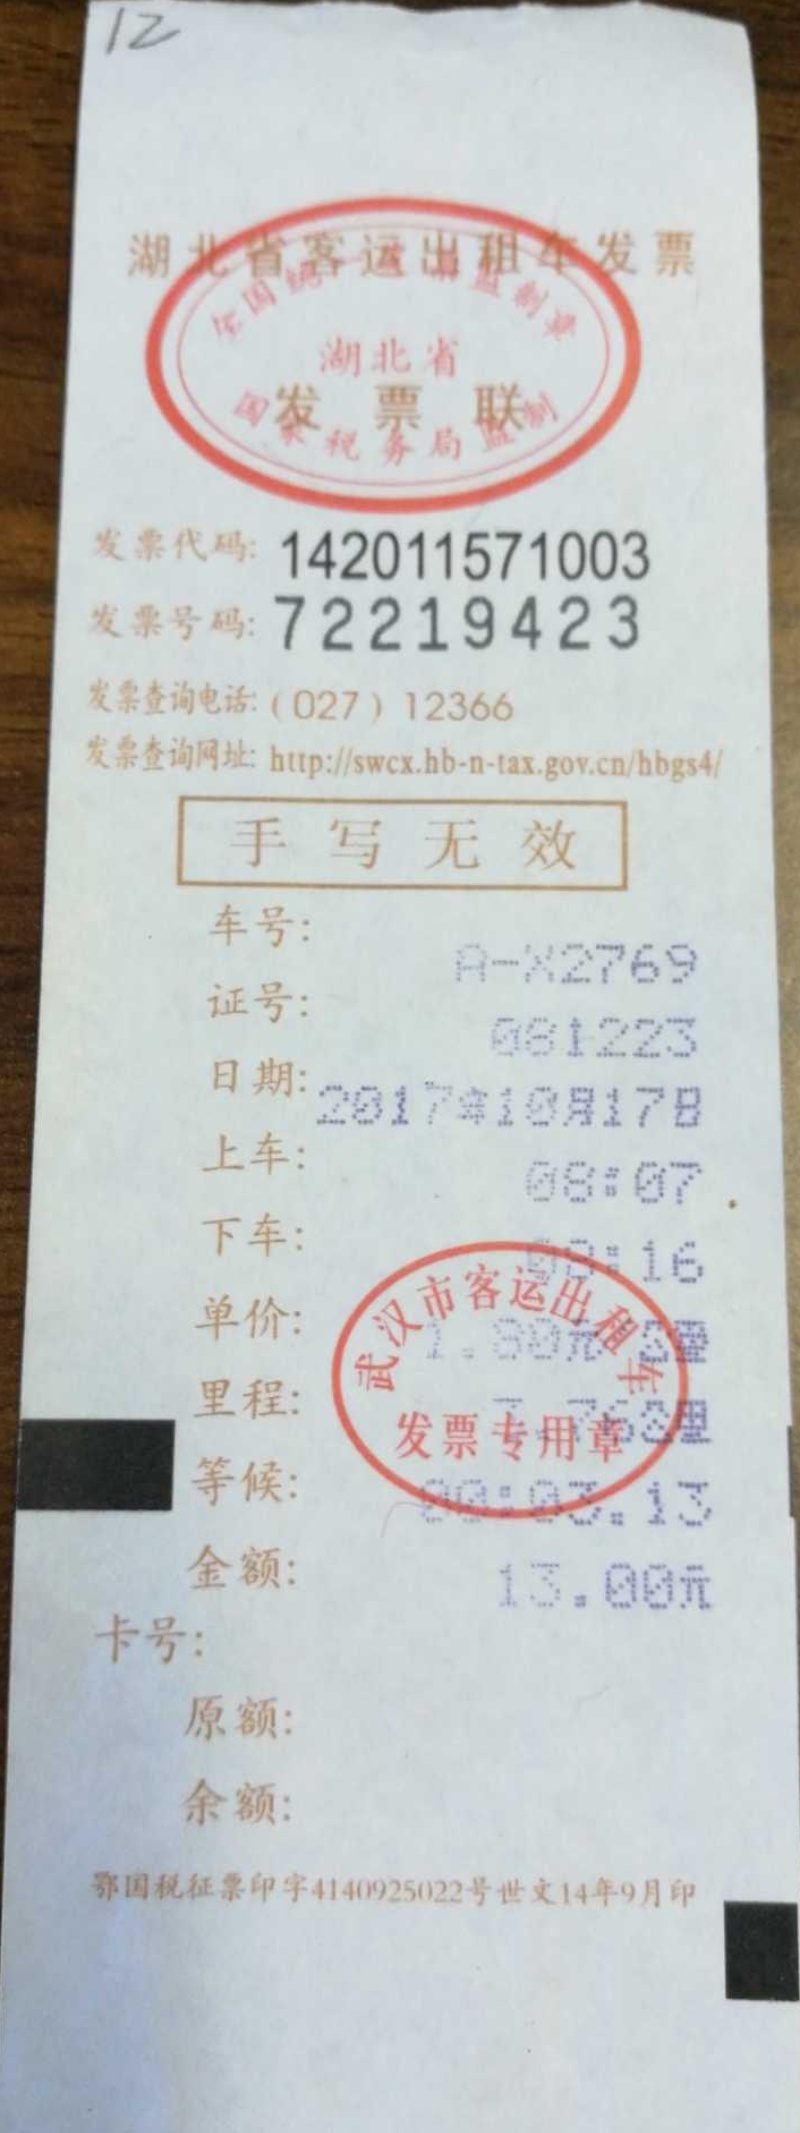 12
湖北省客运出租车发票
全国统一发票监制章
湖北省
发票联
国家税务局监制
发票代码: 142011571003
发票号码: 72219423
发票查询电话: (027) 12366
发票查询网址: http://swcx.hb-n-tax.gov.cn/hbgs4/
手写无效
车号: A-X2769
证号: 081223
日期: 2017年10月17日
上车: 08:07
下车: 08:16
武汉市客运出租车
单价: 1.80元/公里
发票专用章
里程: 公里
等候: 00:03.13
金额: 13.00元
卡号:
原额:
余额:
鄂国税征票印字4140925022号世文14年9月印